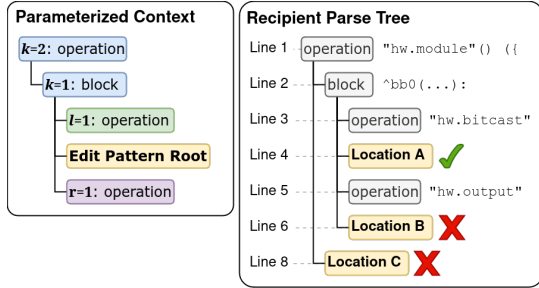 Parameterized Context
k=2: operation
k=1: block
l=1: operation
Edit Pattern Root
r=1: operation
Recipient Parse Tree
Line 1 operation "hw.module"() ({
Line 2 block ^bb0(...):
Line 3 operation "hw.bitcast"
Line 4 Location A
Line 5 operation "hw.output"
Line 6 Location B
Line 8 Location C